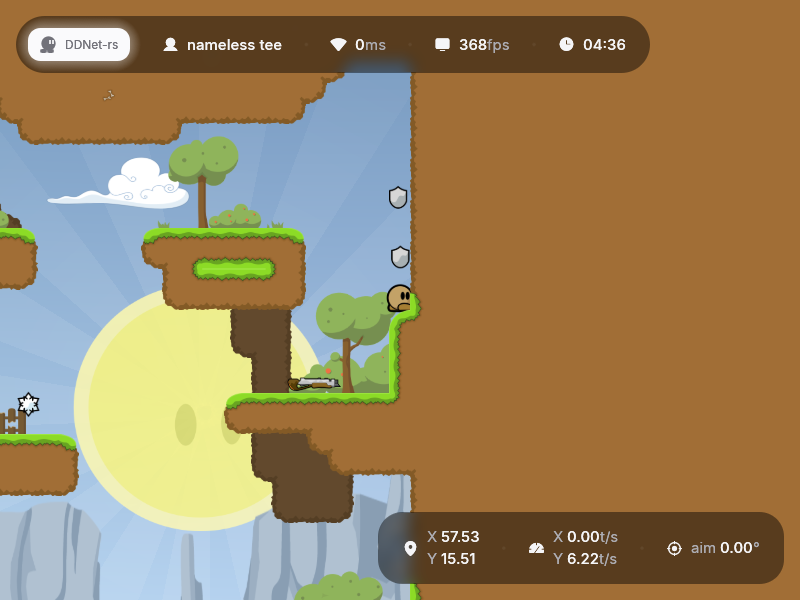 DDNet-rs nameless tee 0ms 368fps 04:36
X 57.53 X 0.00t/s aim 0.00°
Y 15.51 Y 6.22t/s